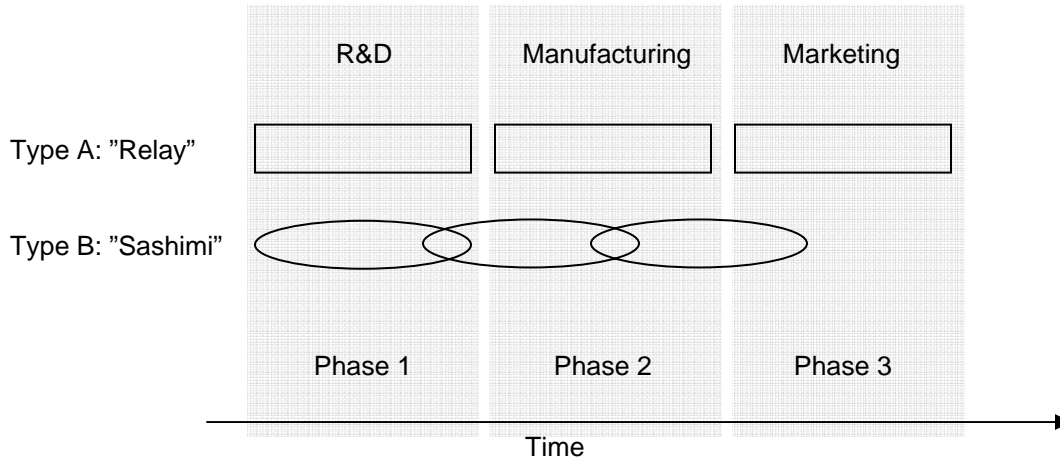 R&D Manufacturing Marketing
Type A: ”Relay”
Type B: ”Sashimi”
Phase 1 Phase 2 Phase 3
Time